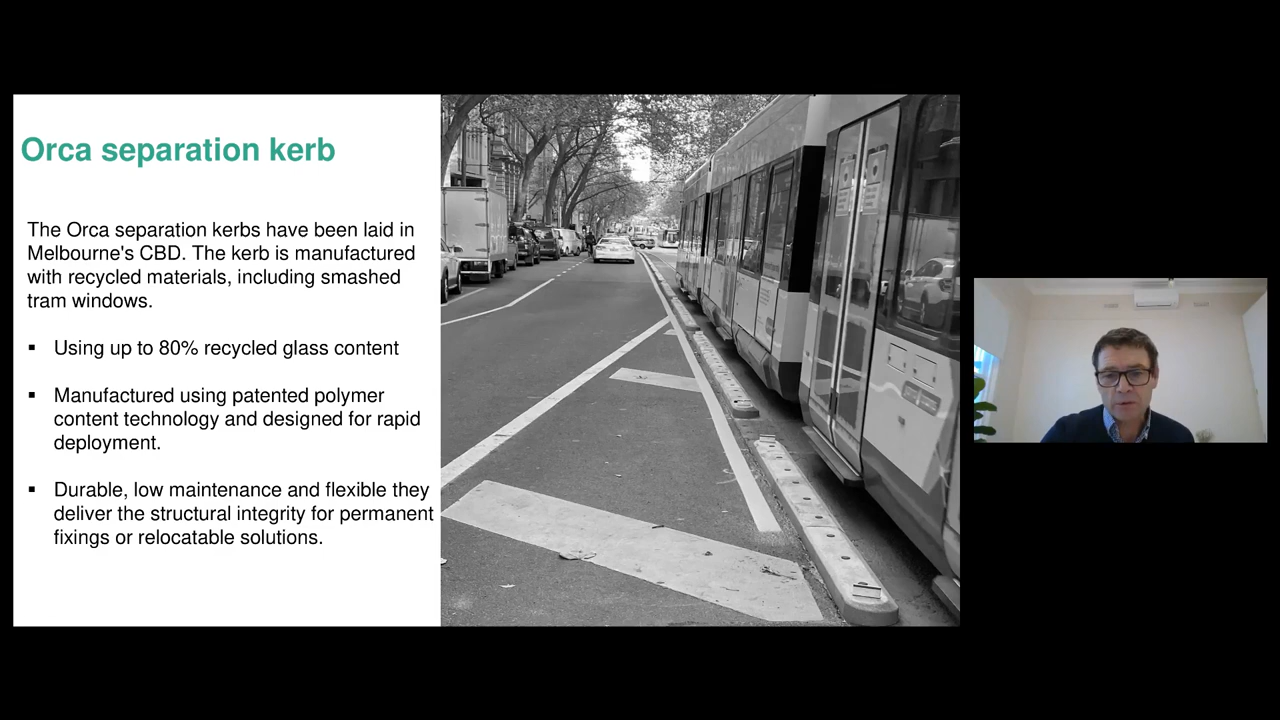 Orca separation kerb
The Orca separation kerbs have been laid in
Melbourne's CBD. The kerb is manufactured
with recycled materials, including smashed
tram windows.
▪ Using up to 80% recycled glass content
▪ Manufactured using patented polymer
content technology and designed for rapid
deployment.
▪ Durable, low maintenance and flexible they
deliver the structural integrity for permanent
fixings or relocatable solutions.